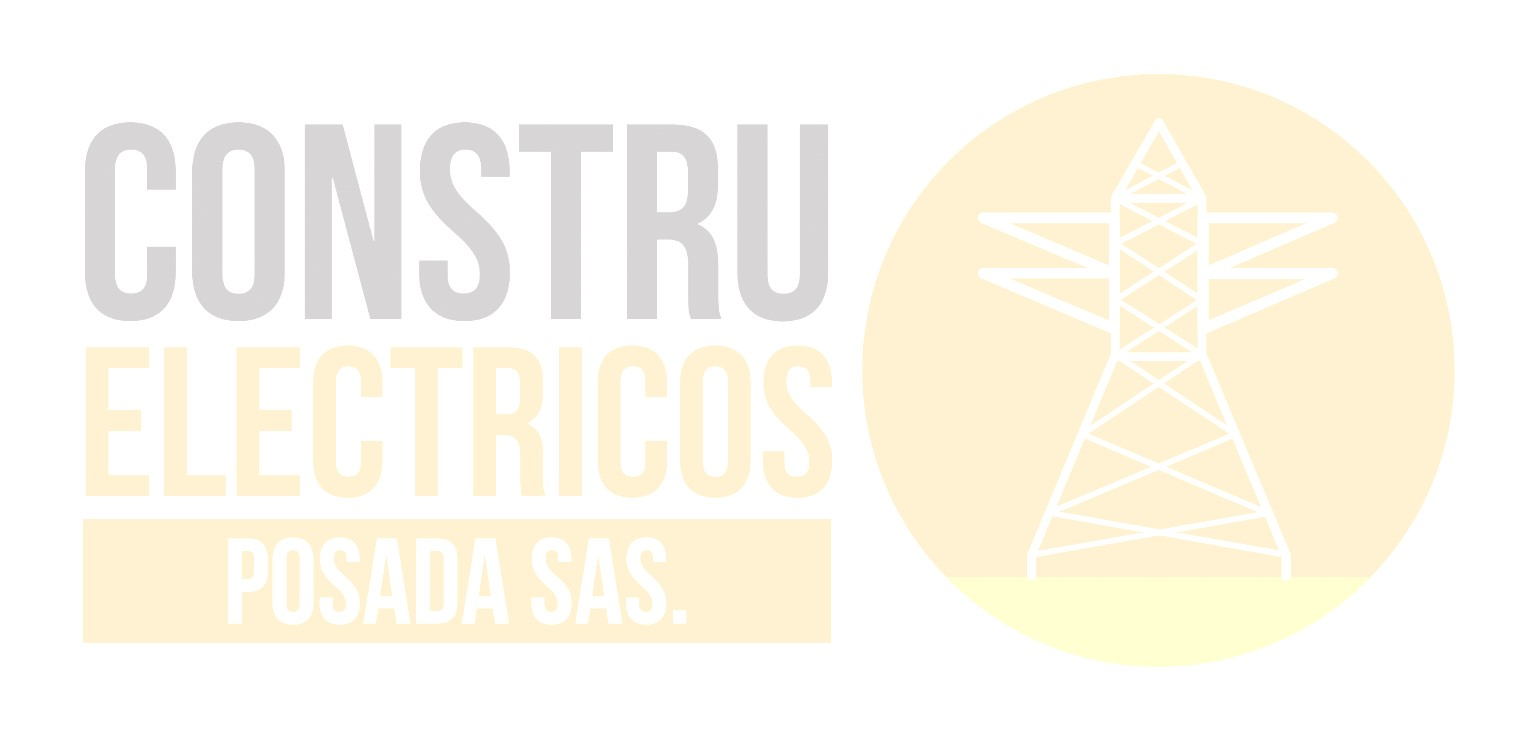 CONSTRU
ELECTRICOS
POSADA SAS.